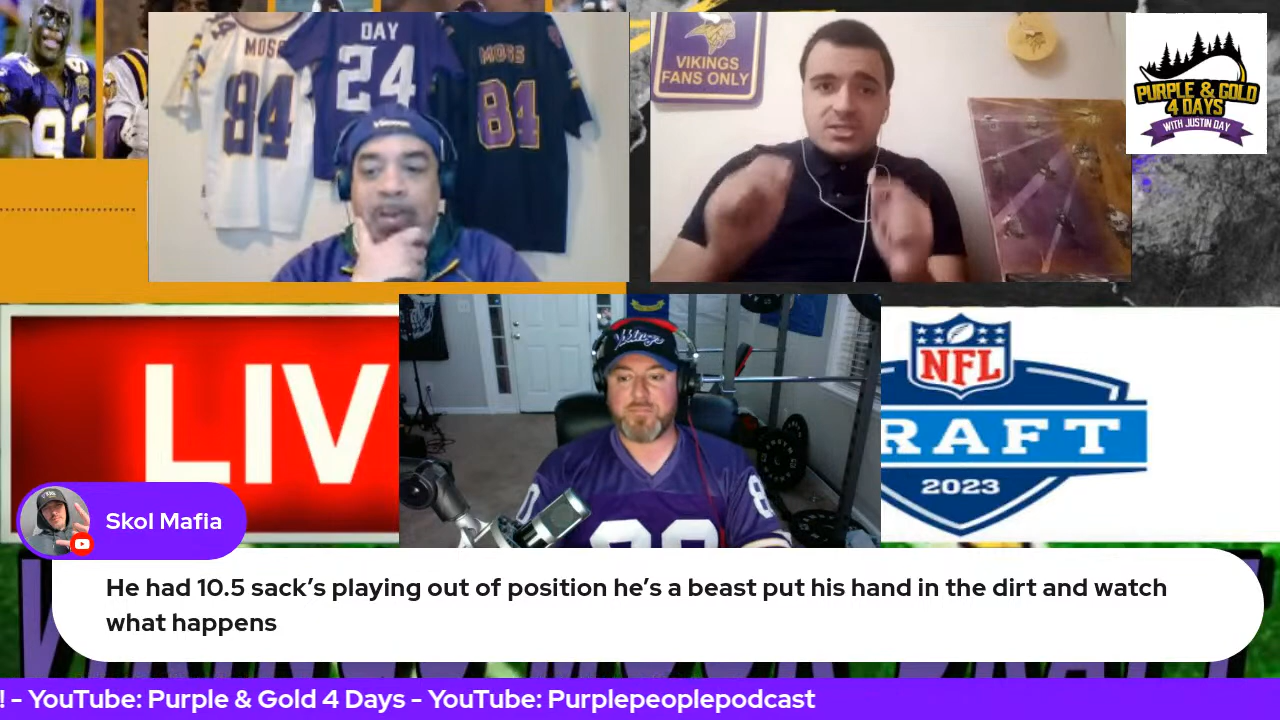 MOSS
84
DAY
24
MOSS
84
VIKINGS
FANS ONLY
PURPLE & GOLD
4 DAYS
WITH JUSTIN DAY
LIV
Vikings
NFL
RAFT
2023
Skol Mafia
He had 10.5 sack’s playing out of position he’s a beast put his hand in the dirt and watch
what happens
! - YouTube: Purple & Gold 4 Days - YouTube: Purplepeoplepodcast